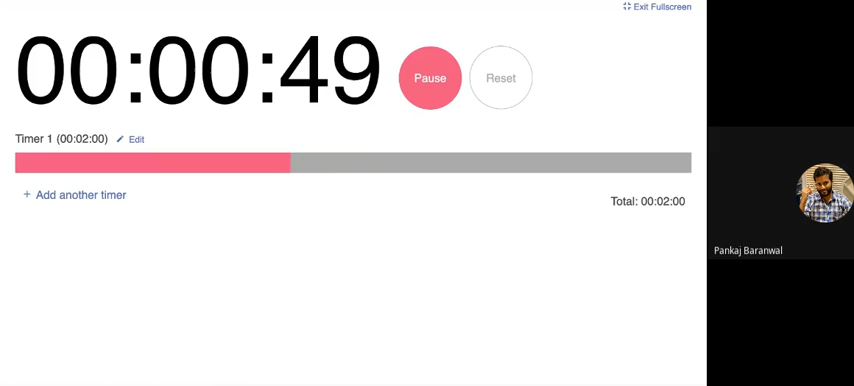 Exit Fullscreen
00:00:49
Pause
Reset
Timer 1 (00:02:00)
Edit
+ Add another timer
Total: 00:02:00
Pankaj Baranwal